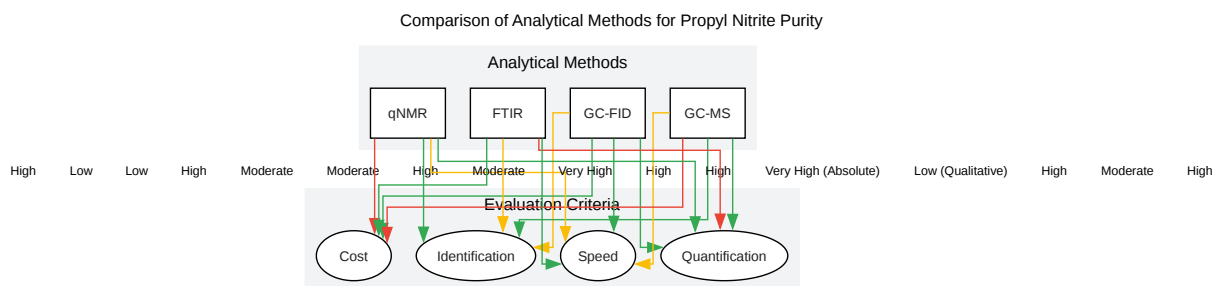 Comparison of Analytical Methods for Propyl Nitrite Purity
Analytical Methods
qNMR
FTIR
GC-FID
GC-MS
High
Low
Low
High
Moderate
Moderate
High
Moderate
Very High
High
High
Very High (Absolute)
Low (Qualitative)
High
Moderate
High
Evaluation Criteria
Cost
Identification
Speed
Quantification